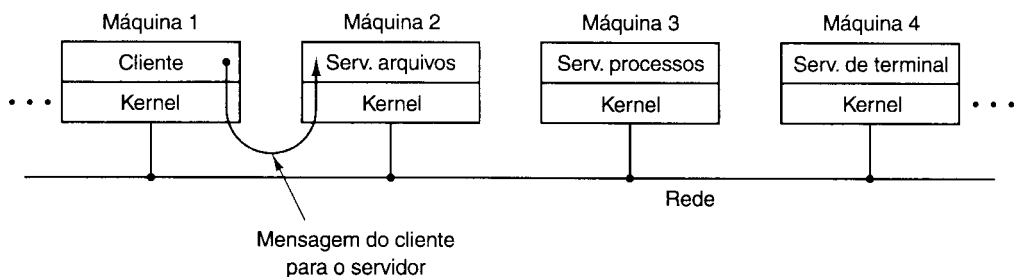 Máquina 1
Máquina 2
Máquina 3
Máquina 4
Cliente
Serv. arquivos
Serv. processos
Serv. de terminal
Kernel
Kernel
Kernel
Kernel
Rede
Mensagem do cliente
para o servidor